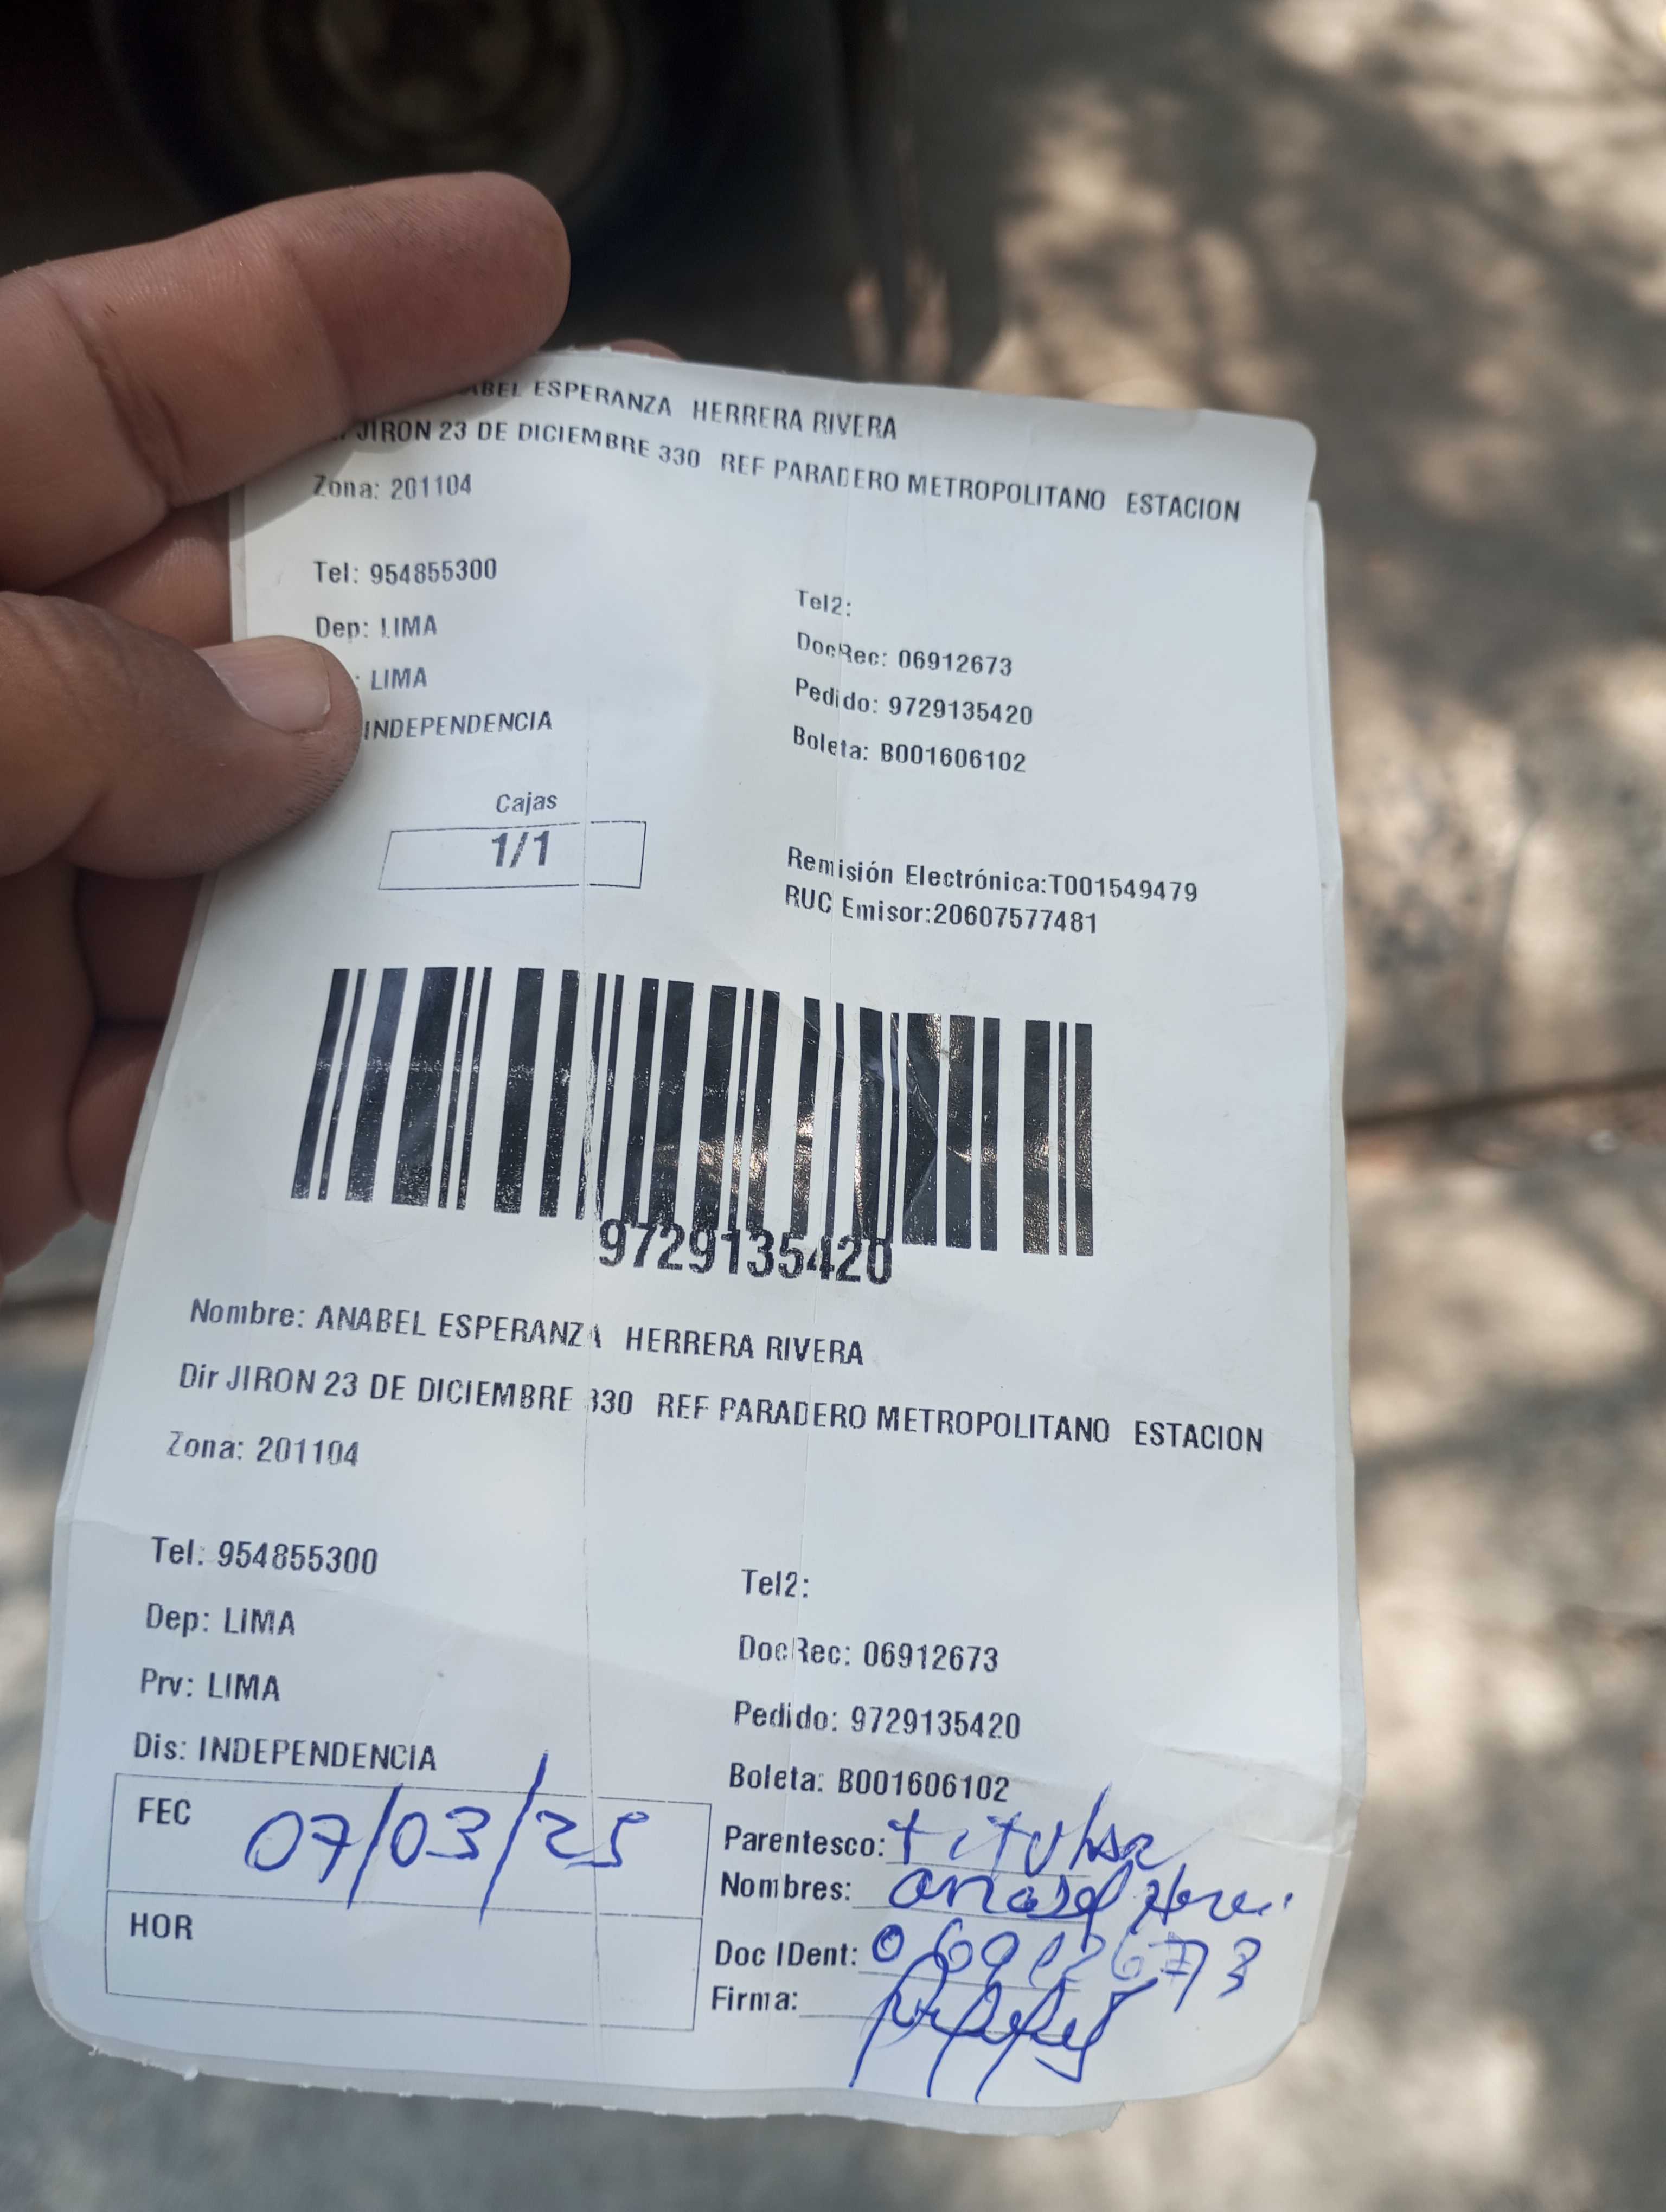 ABEL ESPERANZA HERRERA RIVERA
JIRON 23 DE DICIEMBRE 330 REF PARADERO METROPOLITANO ESTACION
Zona: 201104
Tel: 954855300
Tel2:
Dep: LIMA
DocRec: 06912673
: LIMA
Pedido: 9729135420
INDEPENDENCIA
Boleta: B001606102
Cajas
1/1
Remisión Electrónica:T001549479
RUC Emisor:20607577481
9729135420
Nombre: ANABEL ESPERANZA HERRERA RIVERA
Dir JIRON 23 DE DICIEMBRE 330 REF PARADERO METROPOLITANO ESTACION
Zona: 201104
Tel: 954855300
Tel2:
Dep: LIMA
DocRec: 06912673
Prv: LIMA
Pedido: 9729135420
Dis: INDEPENDENCIA
Boleta: B001606102
FEC 07/03/25
Parentesco: titular
Nombres: anabel
HOR
Doc IDent: 06912673
Firma: